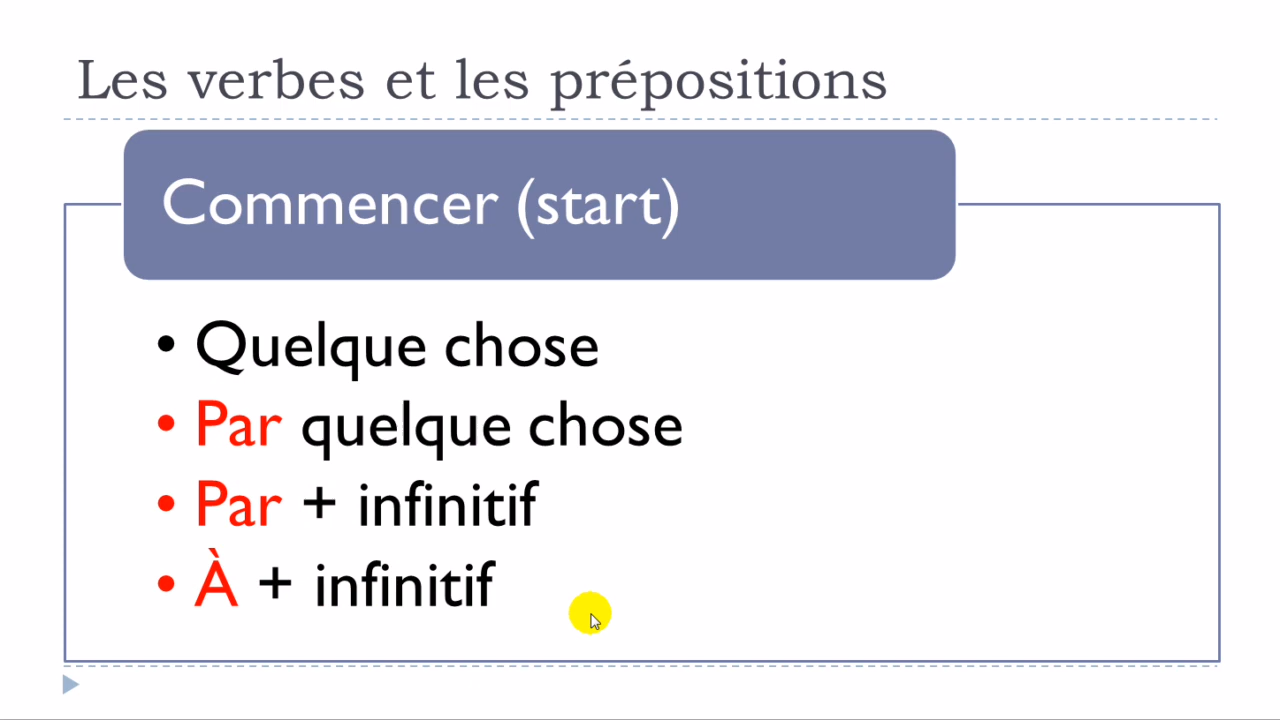 Les verbes et les prépositions
Commencer (start)
• Quelque chose
• Par quelque chose
• Par + infinitif
• À + infinitif